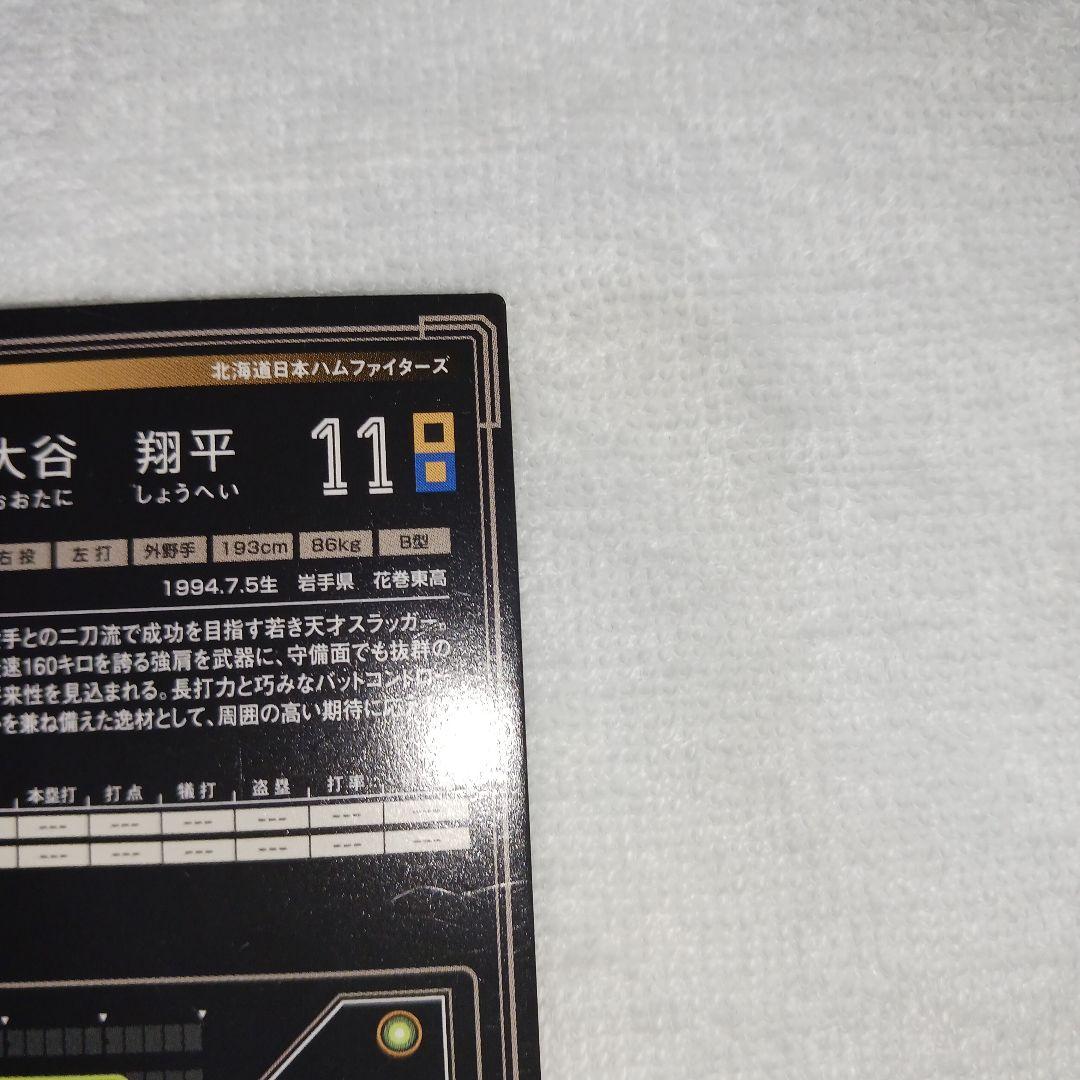 北海道日本ハムファイターズ
大谷 翔平 11
おおたに しょうへい
右投 左打 外野手 193cm 86kg B型
1994.7.5生 岩手県 花巻東高
手との二刀流で成功を目指す若き天才スラッガー。
速160キロを誇る強肩を武器に、守備面でも抜群の
来性を見込まれる。長打力と巧みなバットコントロー
を兼ね備えた逸材として、周囲の高い期待に応
本塁打 打点 犠打 盗塁 打率
--- --- --- --- --- ---
--- --- --- --- --- ---